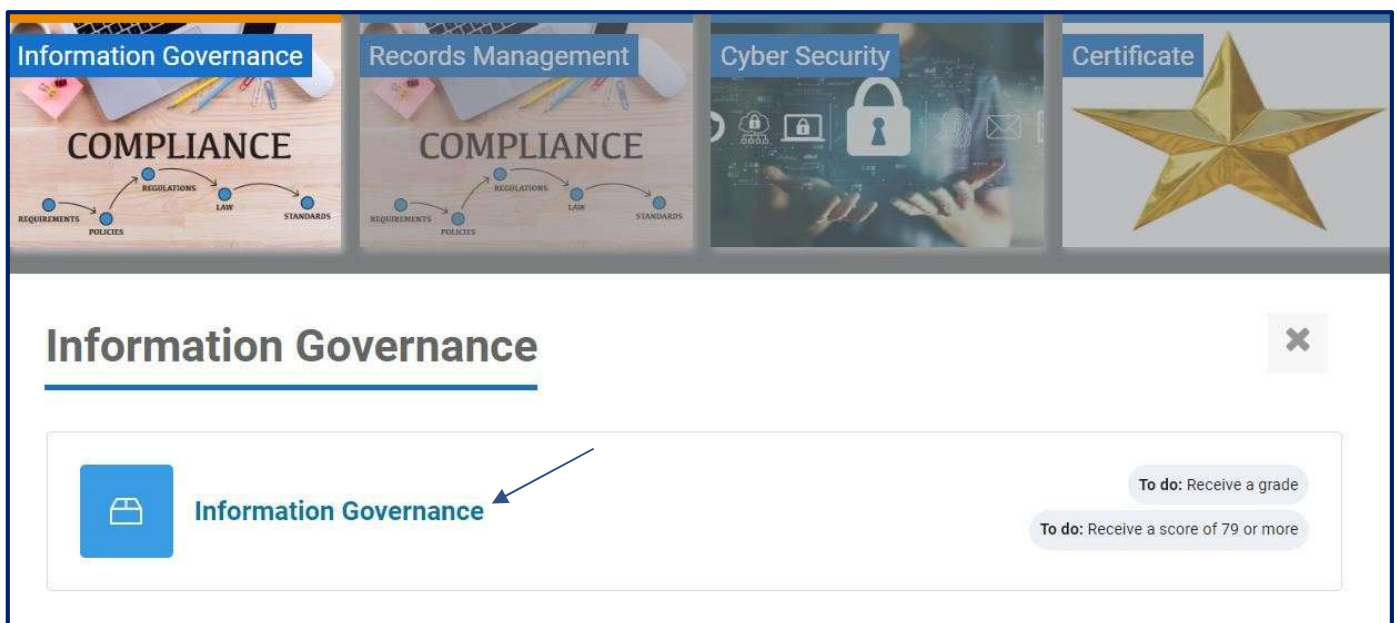 Information Governance
Records Management
Cyber Security
Certificate
COMPLIANCE
REGULATIONS
LAW
REQUIREMENTS
STANDARDS
POLICIES
COMPLIANCE
REGULATIONS
LAW
REQUIREMENTS
STANDARDS
POLICIES
Information Governance
Information Governance
To do: Receive a grade
To do: Receive a score of 79 or more